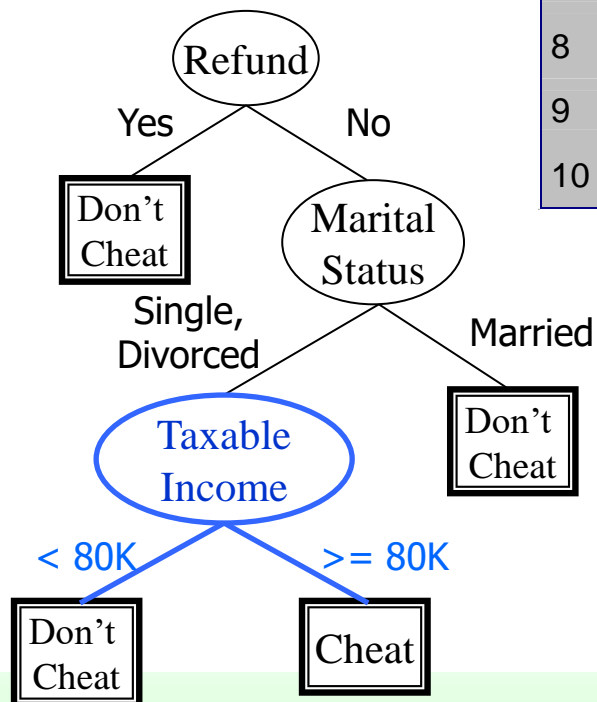 Refund
8
9
10
Yes
No
Don’t
Cheat
Marital
Status
Single,
Divorced
Married
Taxable
Income
Don’t
Cheat
< 80K
>= 80K
Don’t
Cheat
Cheat